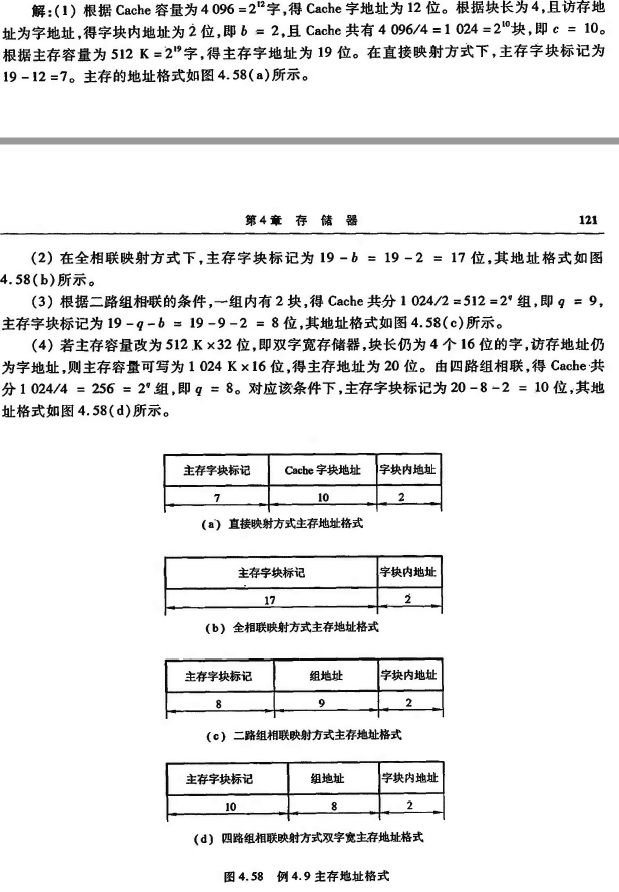 解:(1) 根据 Cache 容量为 4 096 =2¹²字,得 Cache 字地址为 12 位。根据块长为 4,且访存地
址为字地址,得字块内地址为 2 位,即 b = 2,且 Cache 共有 4 096/4 =1 024 =2¹⁰块,即 c = 10。
根据主存容量为 512 K =2¹⁹字,得主存字地址为 19 位。在直接映射方式下,主存字块标记为
19 -12 =7。主存的地址格式如图 4.58(a)所示。
第 4 章 存 储 器 121
(2) 在全相联映射方式下,主存字块标记为 19 - b = 19 - 2 = 17 位,其地址格式如图
4.58(b)所示。
(3) 根据二路组相联的条件,一组内有 2 块,得 Cache 共分 1 024/2 =512 =2^q 组,即 q = 9,
主存字块标记为 19 - q - b = 19 - 9 - 2 = 8 位,其地址格式如图 4.58(c)所示。
(4) 若主存容量改为 512 K ×32 位,即双字宽存储器,块长仍为 4 个 16 位的字,访存地址仍
为字地址,则主存容量可写为 1 024 K ×16 位,得主存地址为 20 位。由四路组相联,得 Cache 共
分 1 024/4 = 256 = 2^q 组,即 q = 8。对应该条件下,主存字块标记为 20 - 8 - 2 = 10 位,其地
址格式如图 4.58(d)所示。
主存字块标记 Cache 字块地址 字块内地址
7 10 2
(a) 直接映射方式主存地址格式
主存字块标记 字块内地址
17 2
(b) 全相联映射方式主存地址格式
主存字块标记 组地址 字块内地址
8 9 2
(c) 二路组相联映射方式主存地址格式
主存字块标记 组地址 字块内地址
10 8 2
(d) 四路组相联映射方式双字宽主存地址格式
图 4.58 例 4.9 主存地址格式